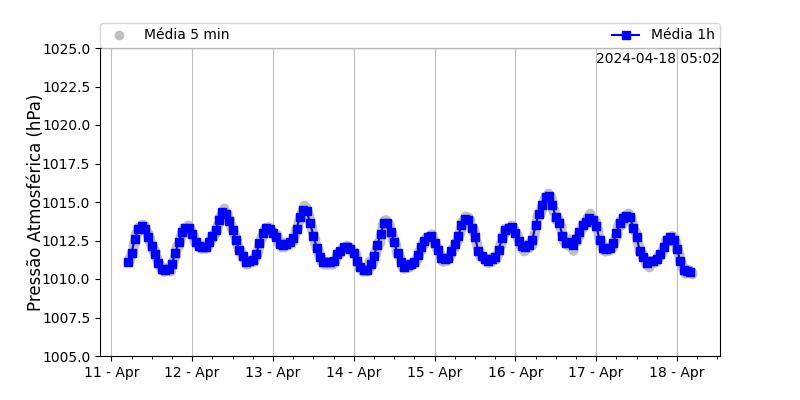 Média 5 min
Média 1h
2024-04-18 05:02
Pressão Atmosférica (hPa)
1025.0
1022.5
1020.0
1017.5
1015.0
1012.5
1010.0
1007.5
1005.0
11 - Apr
12 - Apr
13 - Apr
14 - Apr
15 - Apr
16 - Apr
17 - Apr
18 - Apr